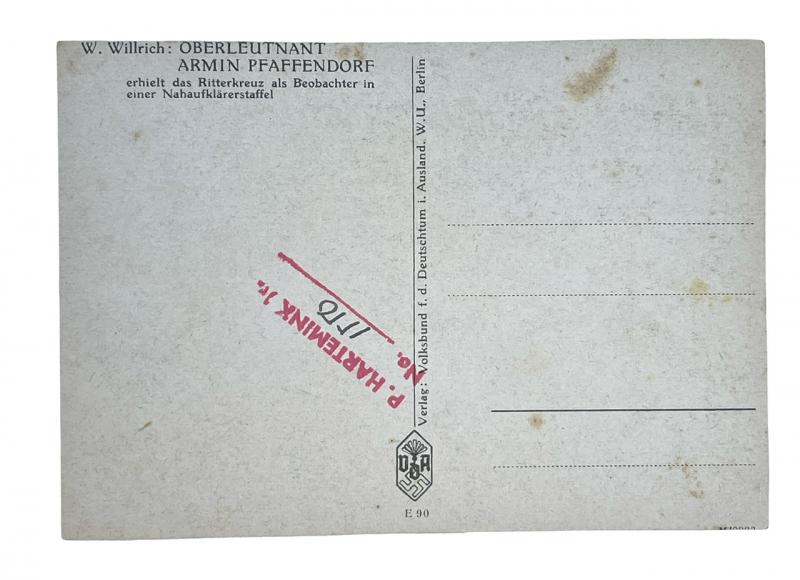 W. Willrich: OBERLEUTNANT
ARMIN PFAFFENDORF
erhielt das Ritterkreuz als Beobachter in
einer Nahaufklärerstaffel
Verlag: Volksbund f. d. Deutschtum i. Ausland. W. U., Berlin
P. HARTEMINK Jr.
No.
VDA
E 90